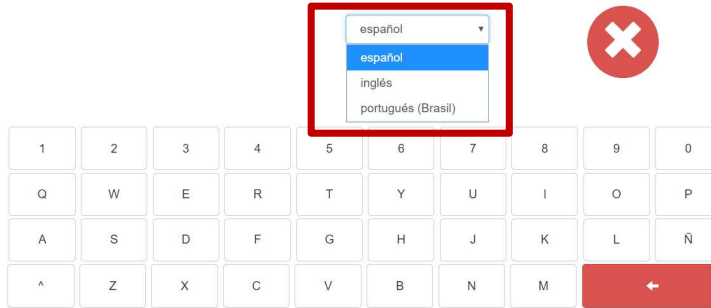 español
español
inglés
portugués (Brasil)
1 2 3 4 5 6 7 8 9 0
Q W E R T Y U I O P
A S D F G H J K L Ñ
^ Z X C V B N M